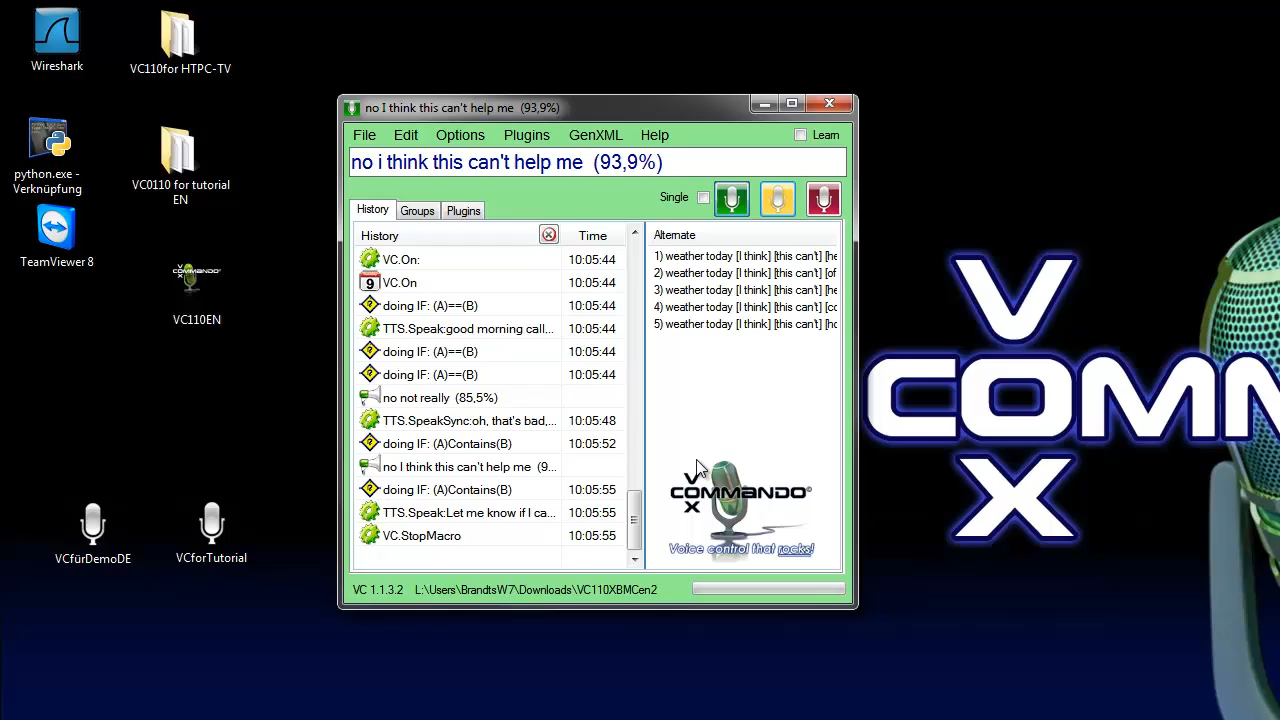 Wireshark
VC110for HTPC-TV
python.exe -
Verknüpfung
VC0110 for tutorial
EN
TeamViewer 8
VC110EN
VCfürDemoDE
VCforTutorial
no I think this can't help me (93,9%)
File Edit Options Plugins GenXML Help Learn
no i think this can't help me (93,9%)
Single
History Groups Plugins
History Time
VC.On: 10:05:44
9 VC.On 10:05:44
doing IF: (A)==(B) 10:05:44
TTS.Speak:good morning call... 10:05:44
doing IF: (A)==(B) 10:05:44
doing IF: (A)==(B) 10:05:44
no not really (85,5%)
TTS.SpeakSync:oh, that's bad,... 10:05:48
doing IF: (A)Contains(B) 10:05:52
no I think this can't help me (9...
doing IF: (A)Contains(B) 10:05:55
TTS.Speak:Let me know if I ca... 10:05:55
VC.StopMacro 10:05:55
Alternate
1) weather today [I think] [this can't] [he
2) weather today [I think] [this can't] [of
3) weather today [I think] [this can't] [he
4) weather today [I think] [this can't] [co
5) weather today [I think] [this can't] [ho
V
COMMANDO
X
Voice control that rocks!
VC 1.1.3.2 L:\Users\BrandtsW7\Downloads\VC110XBMCen2
V
COMM
X